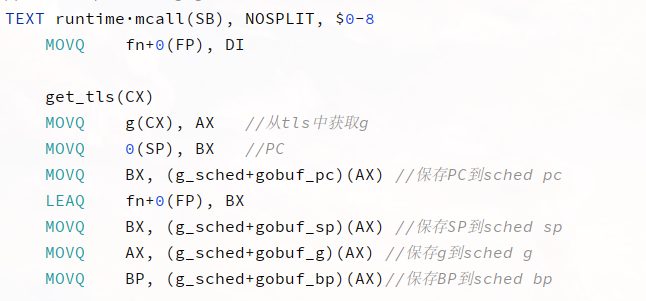 TEXT runtime·mcall(SB), NOSPLIT, $0-8
MOVQ fn+0(FP), DI
get_tls(CX)
MOVQ g(CX), AX //从tls中获取g
MOVQ 0(SP), BX //PC
MOVQ BX, (g_sched+gobuf_pc)(AX) //保存PC到sched pc
LEAQ fn+0(FP), BX
MOVQ BX, (g_sched+gobuf_sp)(AX) //保存SP到sched sp
MOVQ AX, (g_sched+gobuf_g)(AX) //保存g到sched g
MOVQ BP, (g_sched+gobuf_bp)(AX)//保存BP到sched bp